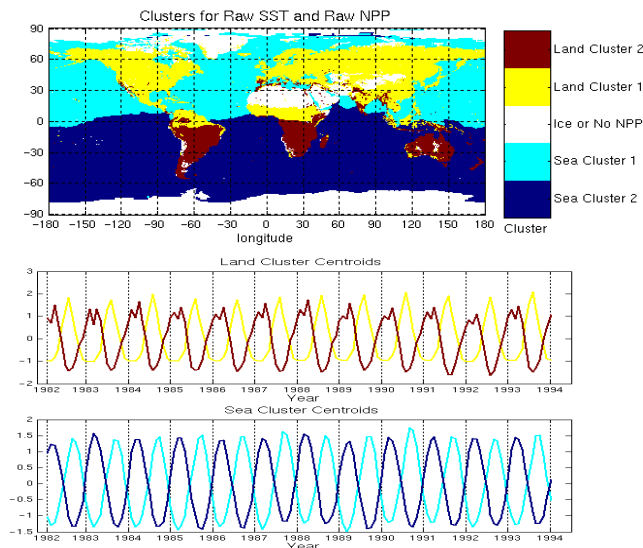 Clusters for Raw SST and Raw NPP
90
60
30
0
−30
−60
−90
−180 −150 −120 −90 −60 −30 0 30 60 90 120 150 180
longitude
Land Cluster 2
Land Cluster 1
Ice or No NPP
Sea Cluster 1
Sea Cluster 2
Cluster
Land Cluster Centroids
3
2
1
0
−1
−2
1982 1983 1984 1985 1986 1987 1988 1989 1990 1991 1992 1993 1994
Year
Sea Cluster Centroids
2
1.5
1
0.5
0
−0.5
−1
−1.5
1982 1983 1984 1985 1986 1987 1988 1989 1990 1991 1992 1993 1994
Year